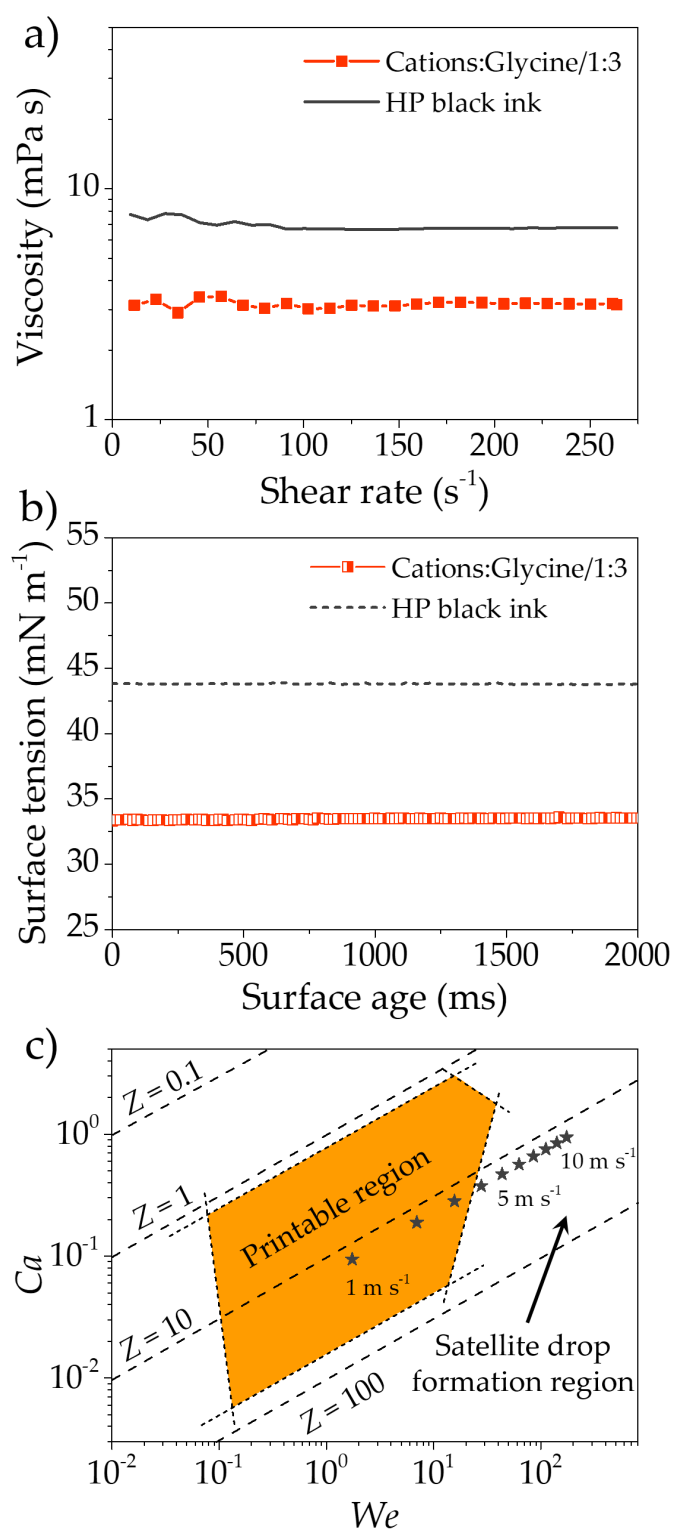 a)
Cations:Glycine/1:3
HP black ink
Viscosity (mPa s)
10
1
0 50 100 150 200 250
Shear rate (s⁻¹)
b)
Cations:Glycine/1:3
HP black ink
Surface tension (mN m⁻¹)
55
50
45
40
35
30
25
0 500 1000 1500 2000
Surface age (ms)
c)
Ca
10⁰
10⁻¹
10⁻²
Z = 0.1
Z = 1
Z = 10
Z = 100
Printable region
1 m s⁻¹
5 m s⁻¹
10 m s⁻¹
Satellite drop
formation region
10⁻² 10⁻¹ 10⁰ 10¹ 10²
We